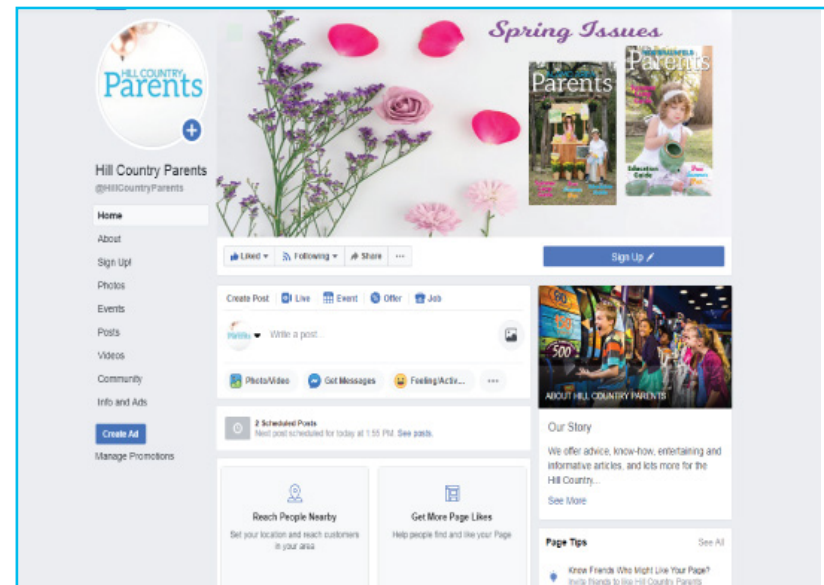 Spring Issues
HILL COUNTRY
Parents
Parents
Parents
Education
Guide
Hill Country Parents
@HillCountryParents
Home
About
Sign Up!
Photos
Events
Posts
Videos
Community
Info and Ads
Create Ad
Manage Promotions
Liked
Following
Share
Sign Up
Create Post
Live
Event
Offer
Job
Parents
Write a post...
Photo/Video
Get Messages
Feeling/Activ...
2 Scheduled Posts
Next post scheduled for today at 1:55 PM. See posts.
Reach People Nearby
Set your location and reach customers
in your area
Get More Page Likes
Help people find and like your Page
500
ABOUT HILL COUNTRY PARENTS
Our Story
We offer advice, know-how, entertaining and
informative articles, and lots more for the
Hill Country...
See More
Page Tips
See All
Know Friends Who Might Like Your Page?
Invite friends to like Hill Country Parents